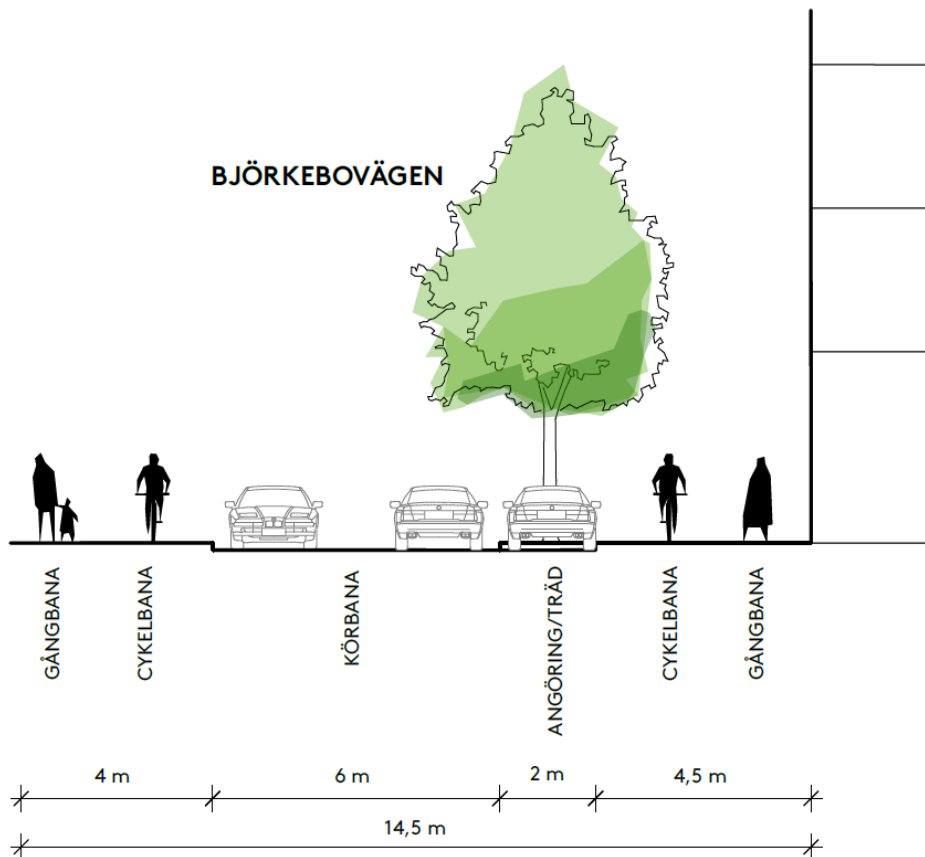 BJÖRKEBOVÄGEN
GÅNGBANA
CYKELBANA
KÖRBANA
ANGÖRING/TRÄD
CYKELBANA
GÅNGBANA
4 m
6 m
2 m
4,5 m
14,5 m